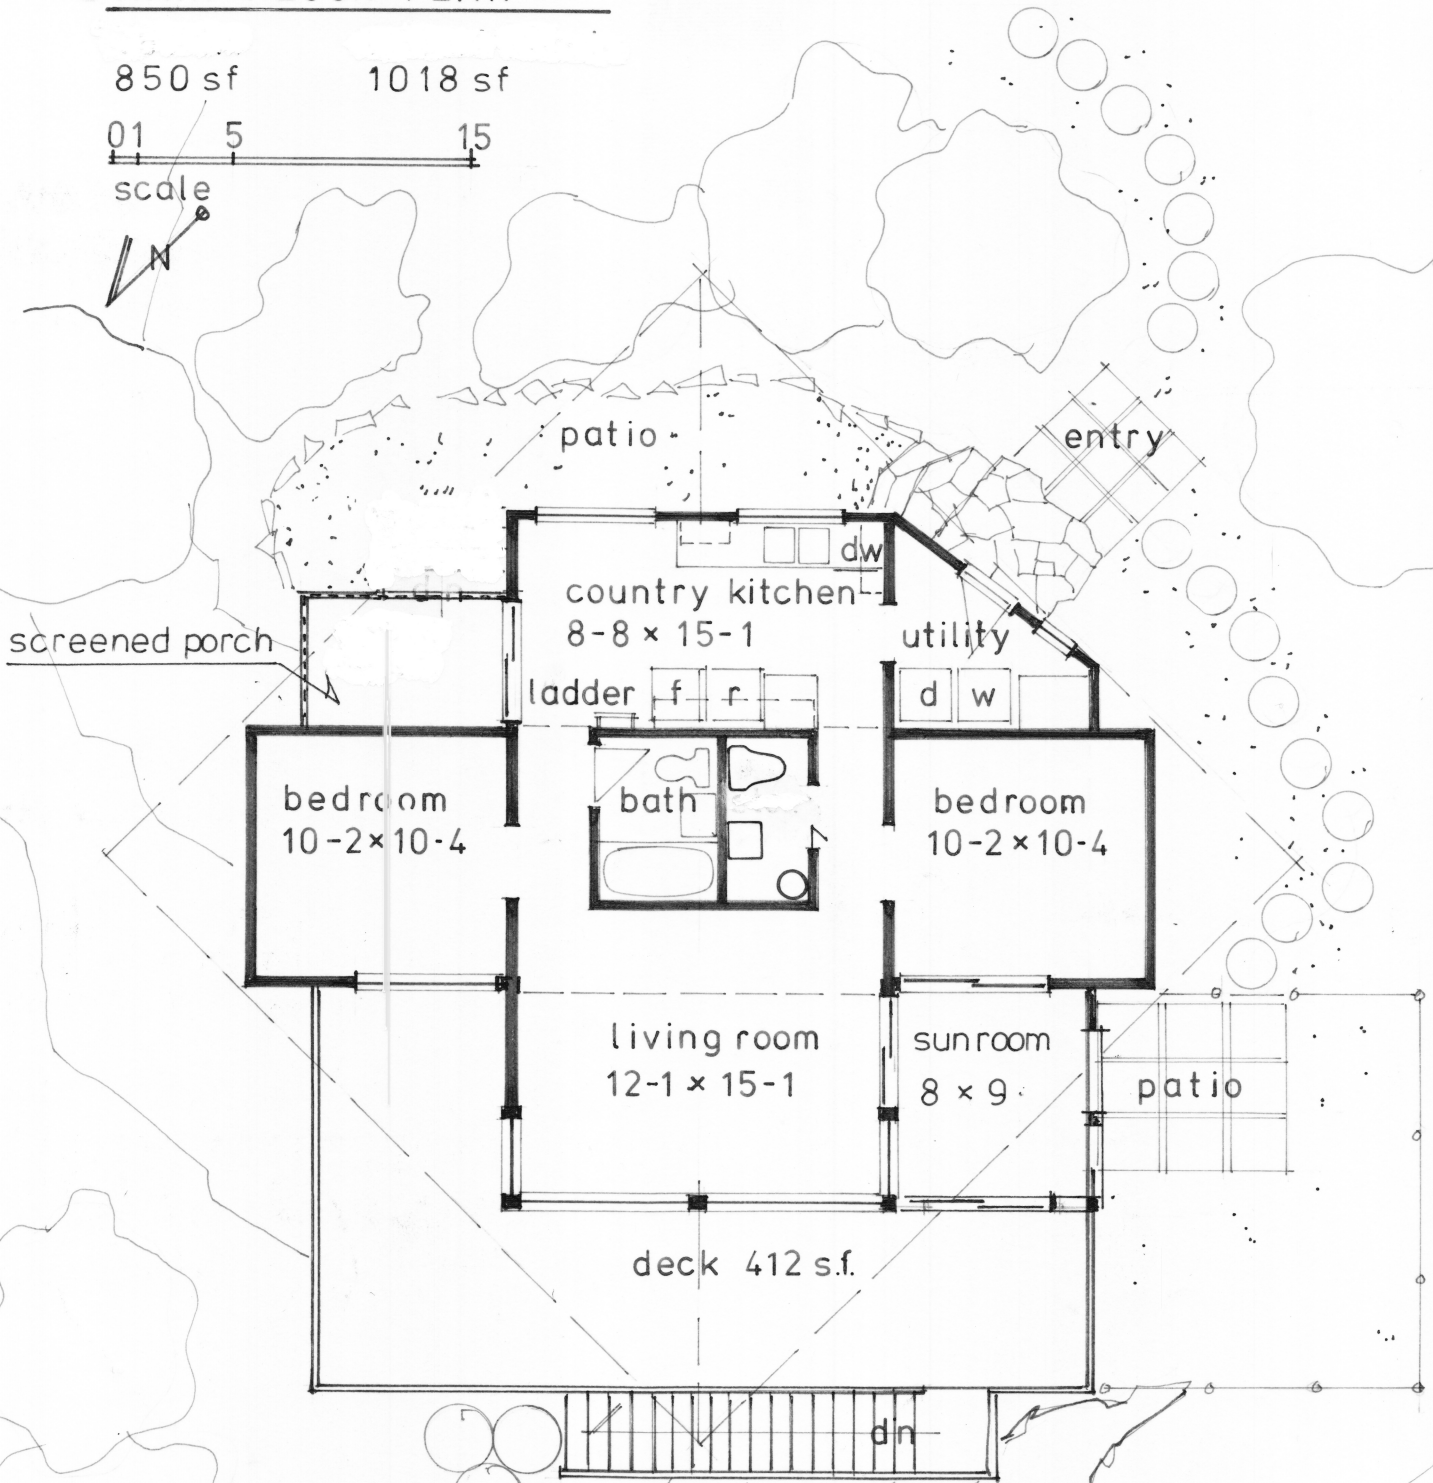 850 sf 1018 sf
01 5 15
scale
N
patio
entry
dw
country kitchen
8-8 x 15-1
screened porch
utility
ladder f r
d w
bedroom
10-2 x 10-4
bath
bedroom
10-2 x 10-4
living room
12-1 x 15-1
sunroom
8 x 9
patio
deck 412 s.f.
dn